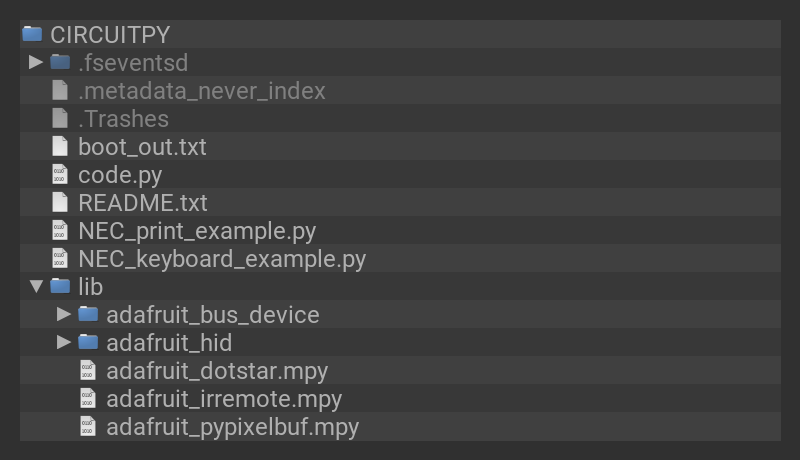 CIRCUITPY
.fseventsd
.metadata_never_index
.Trashes
boot_out.txt
code.py
README.txt
NEC_print_example.py
NEC_keyboard_example.py
lib
adafruit_bus_device
adafruit_hid
adafruit_dotstar.mpy
adafruit_irremote.mpy
adafruit_pypixelbuf.mpy